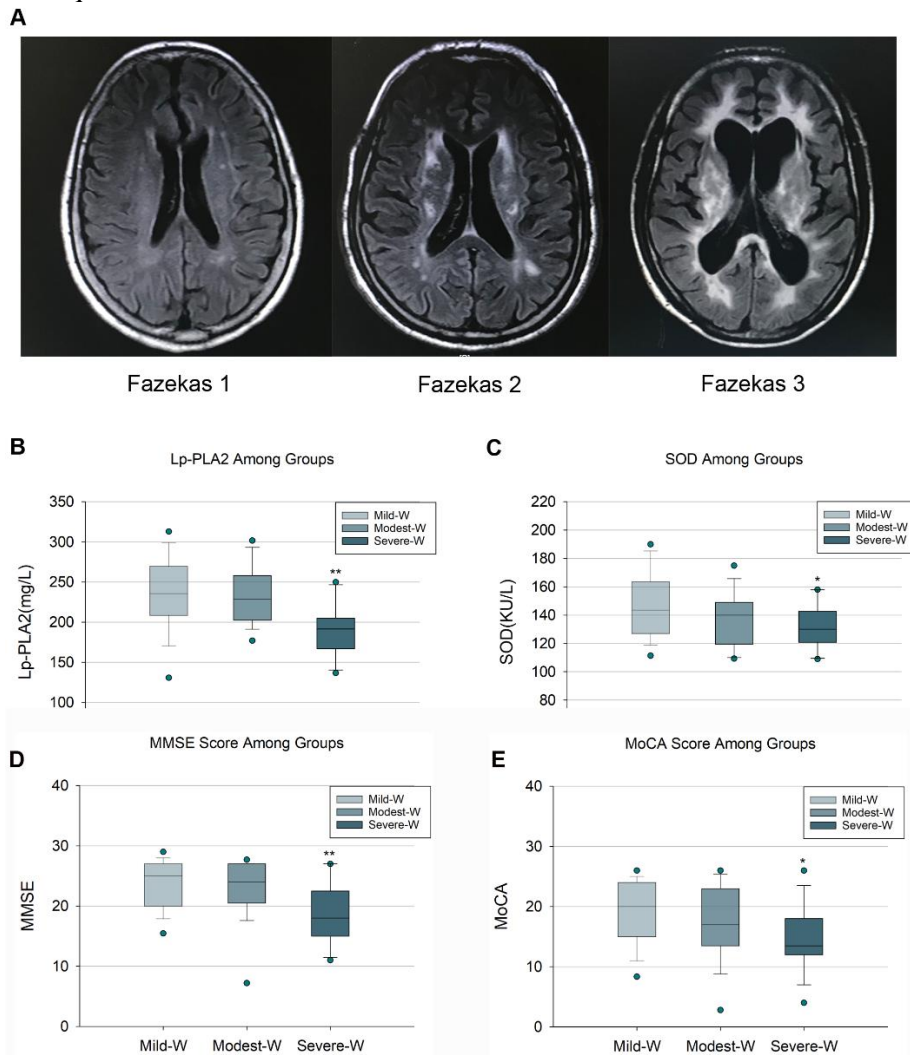 A
Fazekas 1 Fazekas 2 Fazekas 3
B
Lp-PLA2 Among Groups
Lp-PLA2(mg/L)
350
300
250
200
150
100
Mild-W
Modest-W
Severe-W
**
C
SOD Among Groups
SOD(KU/L)
220
200
180
160
140
120
100
80
Mild-W
Modest-W
Severe-W
*
D
MMSE Score Among Groups
MMSE
40
30
20
10
0
Mild-W
Modest-W
Severe-W
**
Mild-W Modest-W Severe-W
E
MoCA Score Among Groups
MoCA
40
30
20
10
0
Mild-W
Modest-W
Severe-W
*
Mild-W Modest-W Severe-W